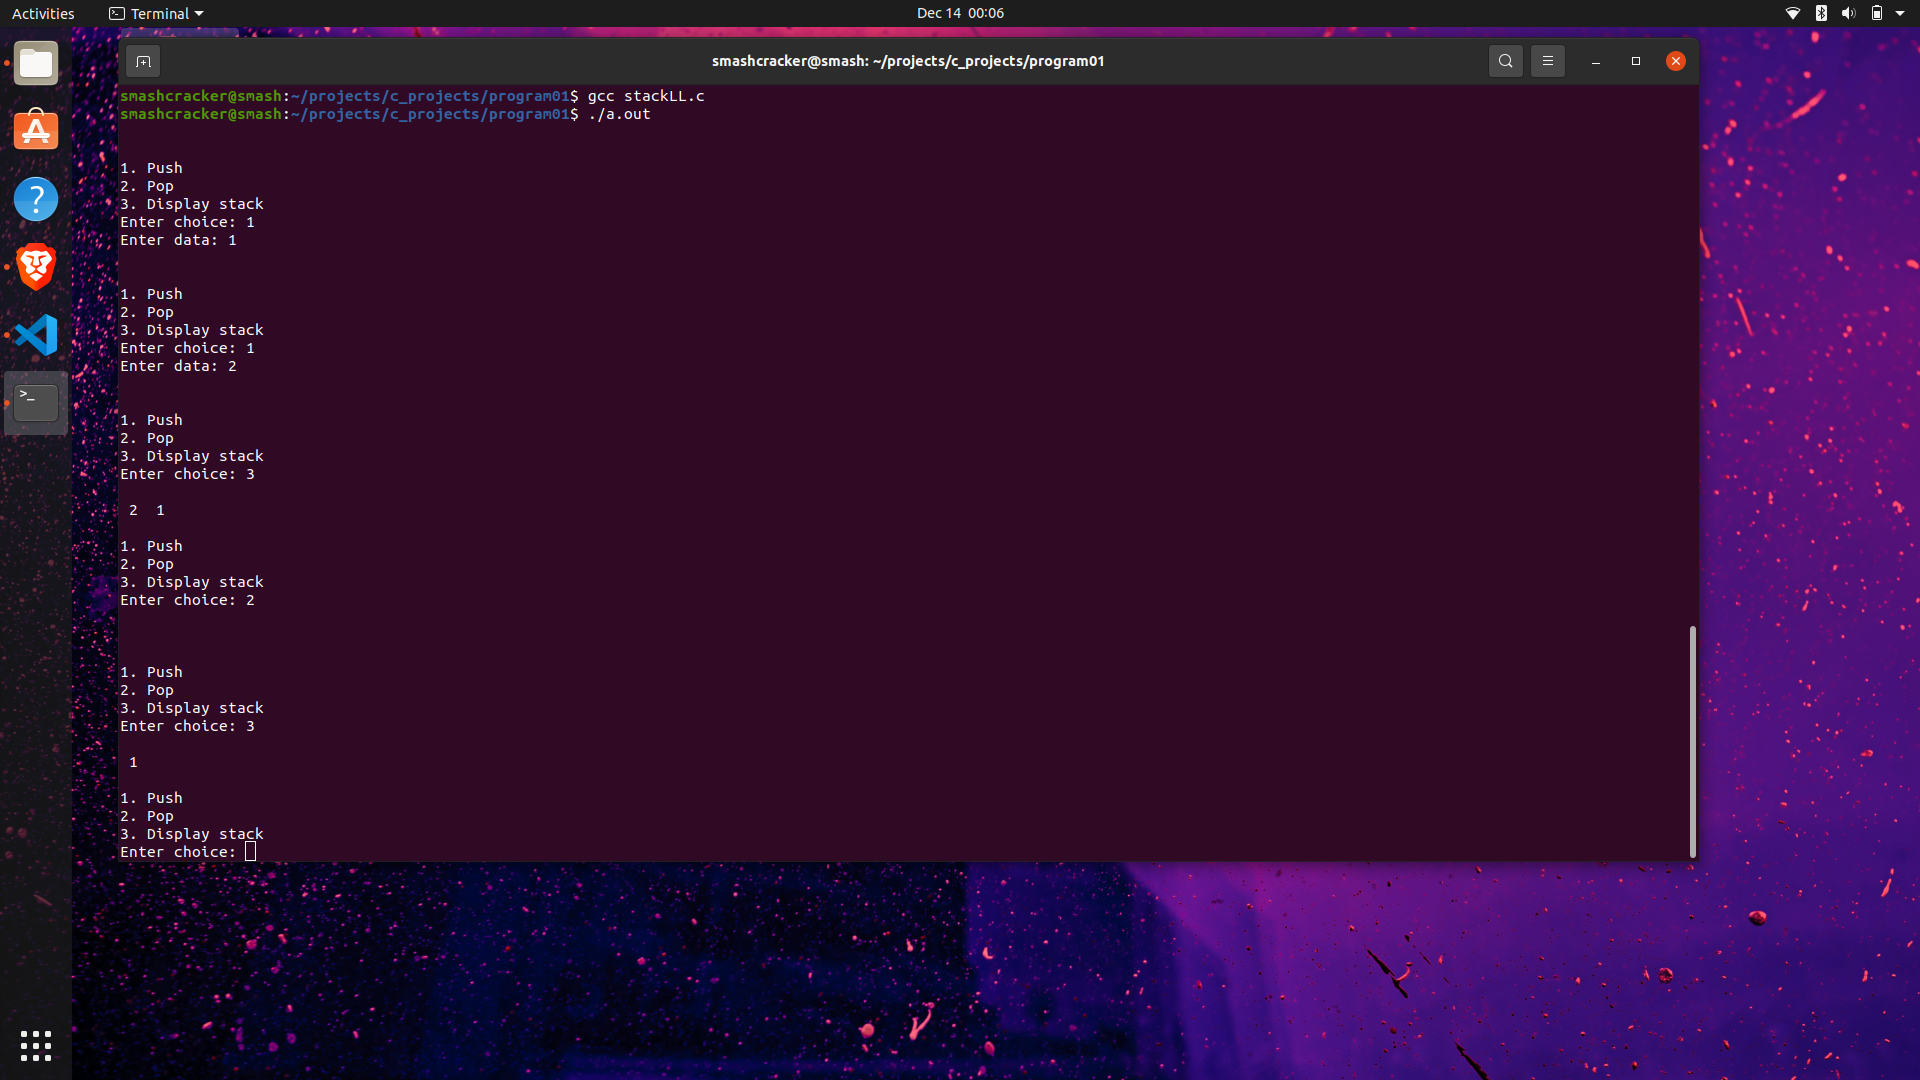 Activities
Terminal
Dec 14 00:06
smashcracker@smash: ~/projects/c_projects/program01
smashcracker@smash:~/projects/c_projects/program01$ gcc stackLL.c
smashcracker@smash:~/projects/c_projects/program01$ ./a.out
1. Push
2. Pop
3. Display stack
Enter choice: 1
Enter data: 1
1. Push
2. Pop
3. Display stack
Enter choice: 1
Enter data: 2
1. Push
2. Pop
3. Display stack
Enter choice: 3
2  1
1. Push
2. Pop
3. Display stack
Enter choice: 2
1. Push
2. Pop
3. Display stack
Enter choice: 3
1
1. Push
2. Pop
3. Display stack
Enter choice: